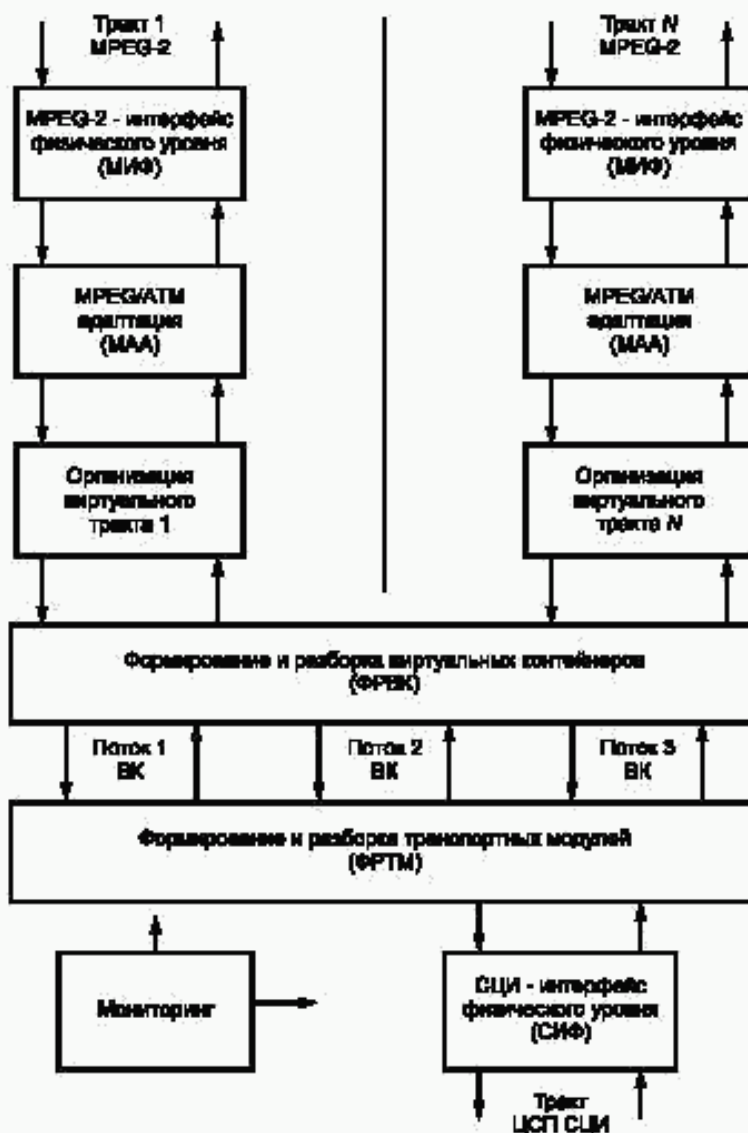 Тракт 1
MPEG-2
Тракт N
MPEG-2
MPEG-2 - интерфейс
физического уровня
(МИФ)
MPEG-2 - интерфейс
физического уровня
(МИФ)
MPEG/ATM
адаптация
(МАА)
MPEG/ATM
адаптация
(МАА)
Организация
виртуального
тракта 1
Организация
виртуального
тракта N
Формирование и разборка виртуальных контейнеров
(ФРВК)
Поток 1
ВК
Поток 2
ВК
Поток 3
ВК
Формирование и разборка транспортных модулей
(ФРТМ)
Мониторинг
СЦИ - интерфейс
физического уровня
(СИФ)
Тракт
ЦСП СЦИ